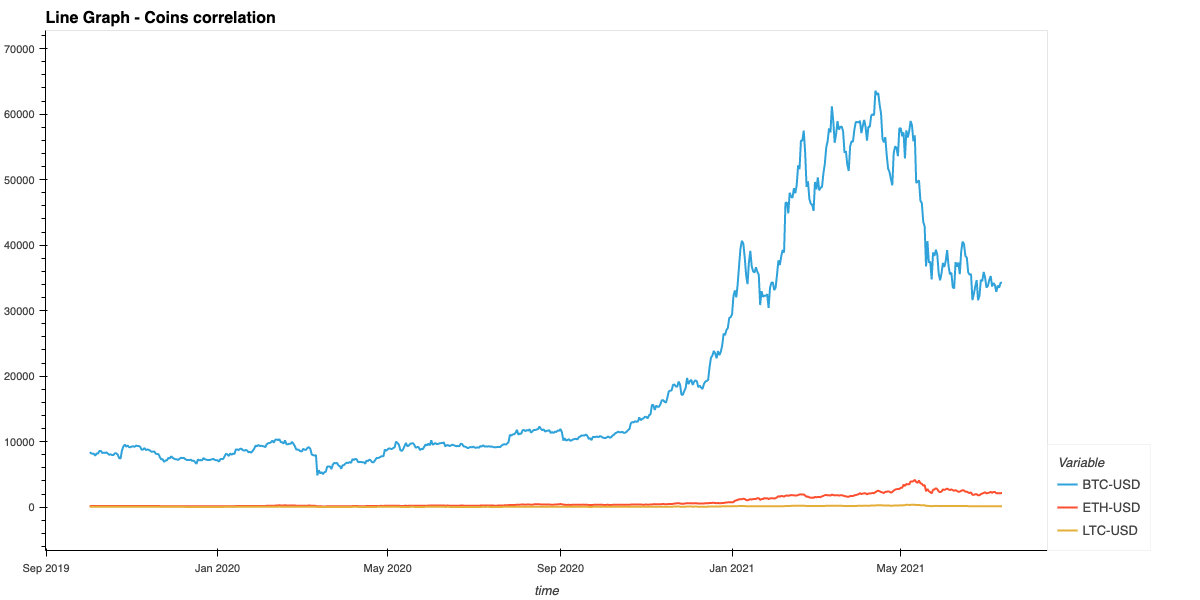 Line Graph - Coins correlation
70000
60000
50000
40000
30000
20000
10000
0
Sep 2019 Jan 2020 May 2020 Sep 2020 Jan 2021 May 2021
time
Variable
BTC-USD
ETH-USD
LTC-USD